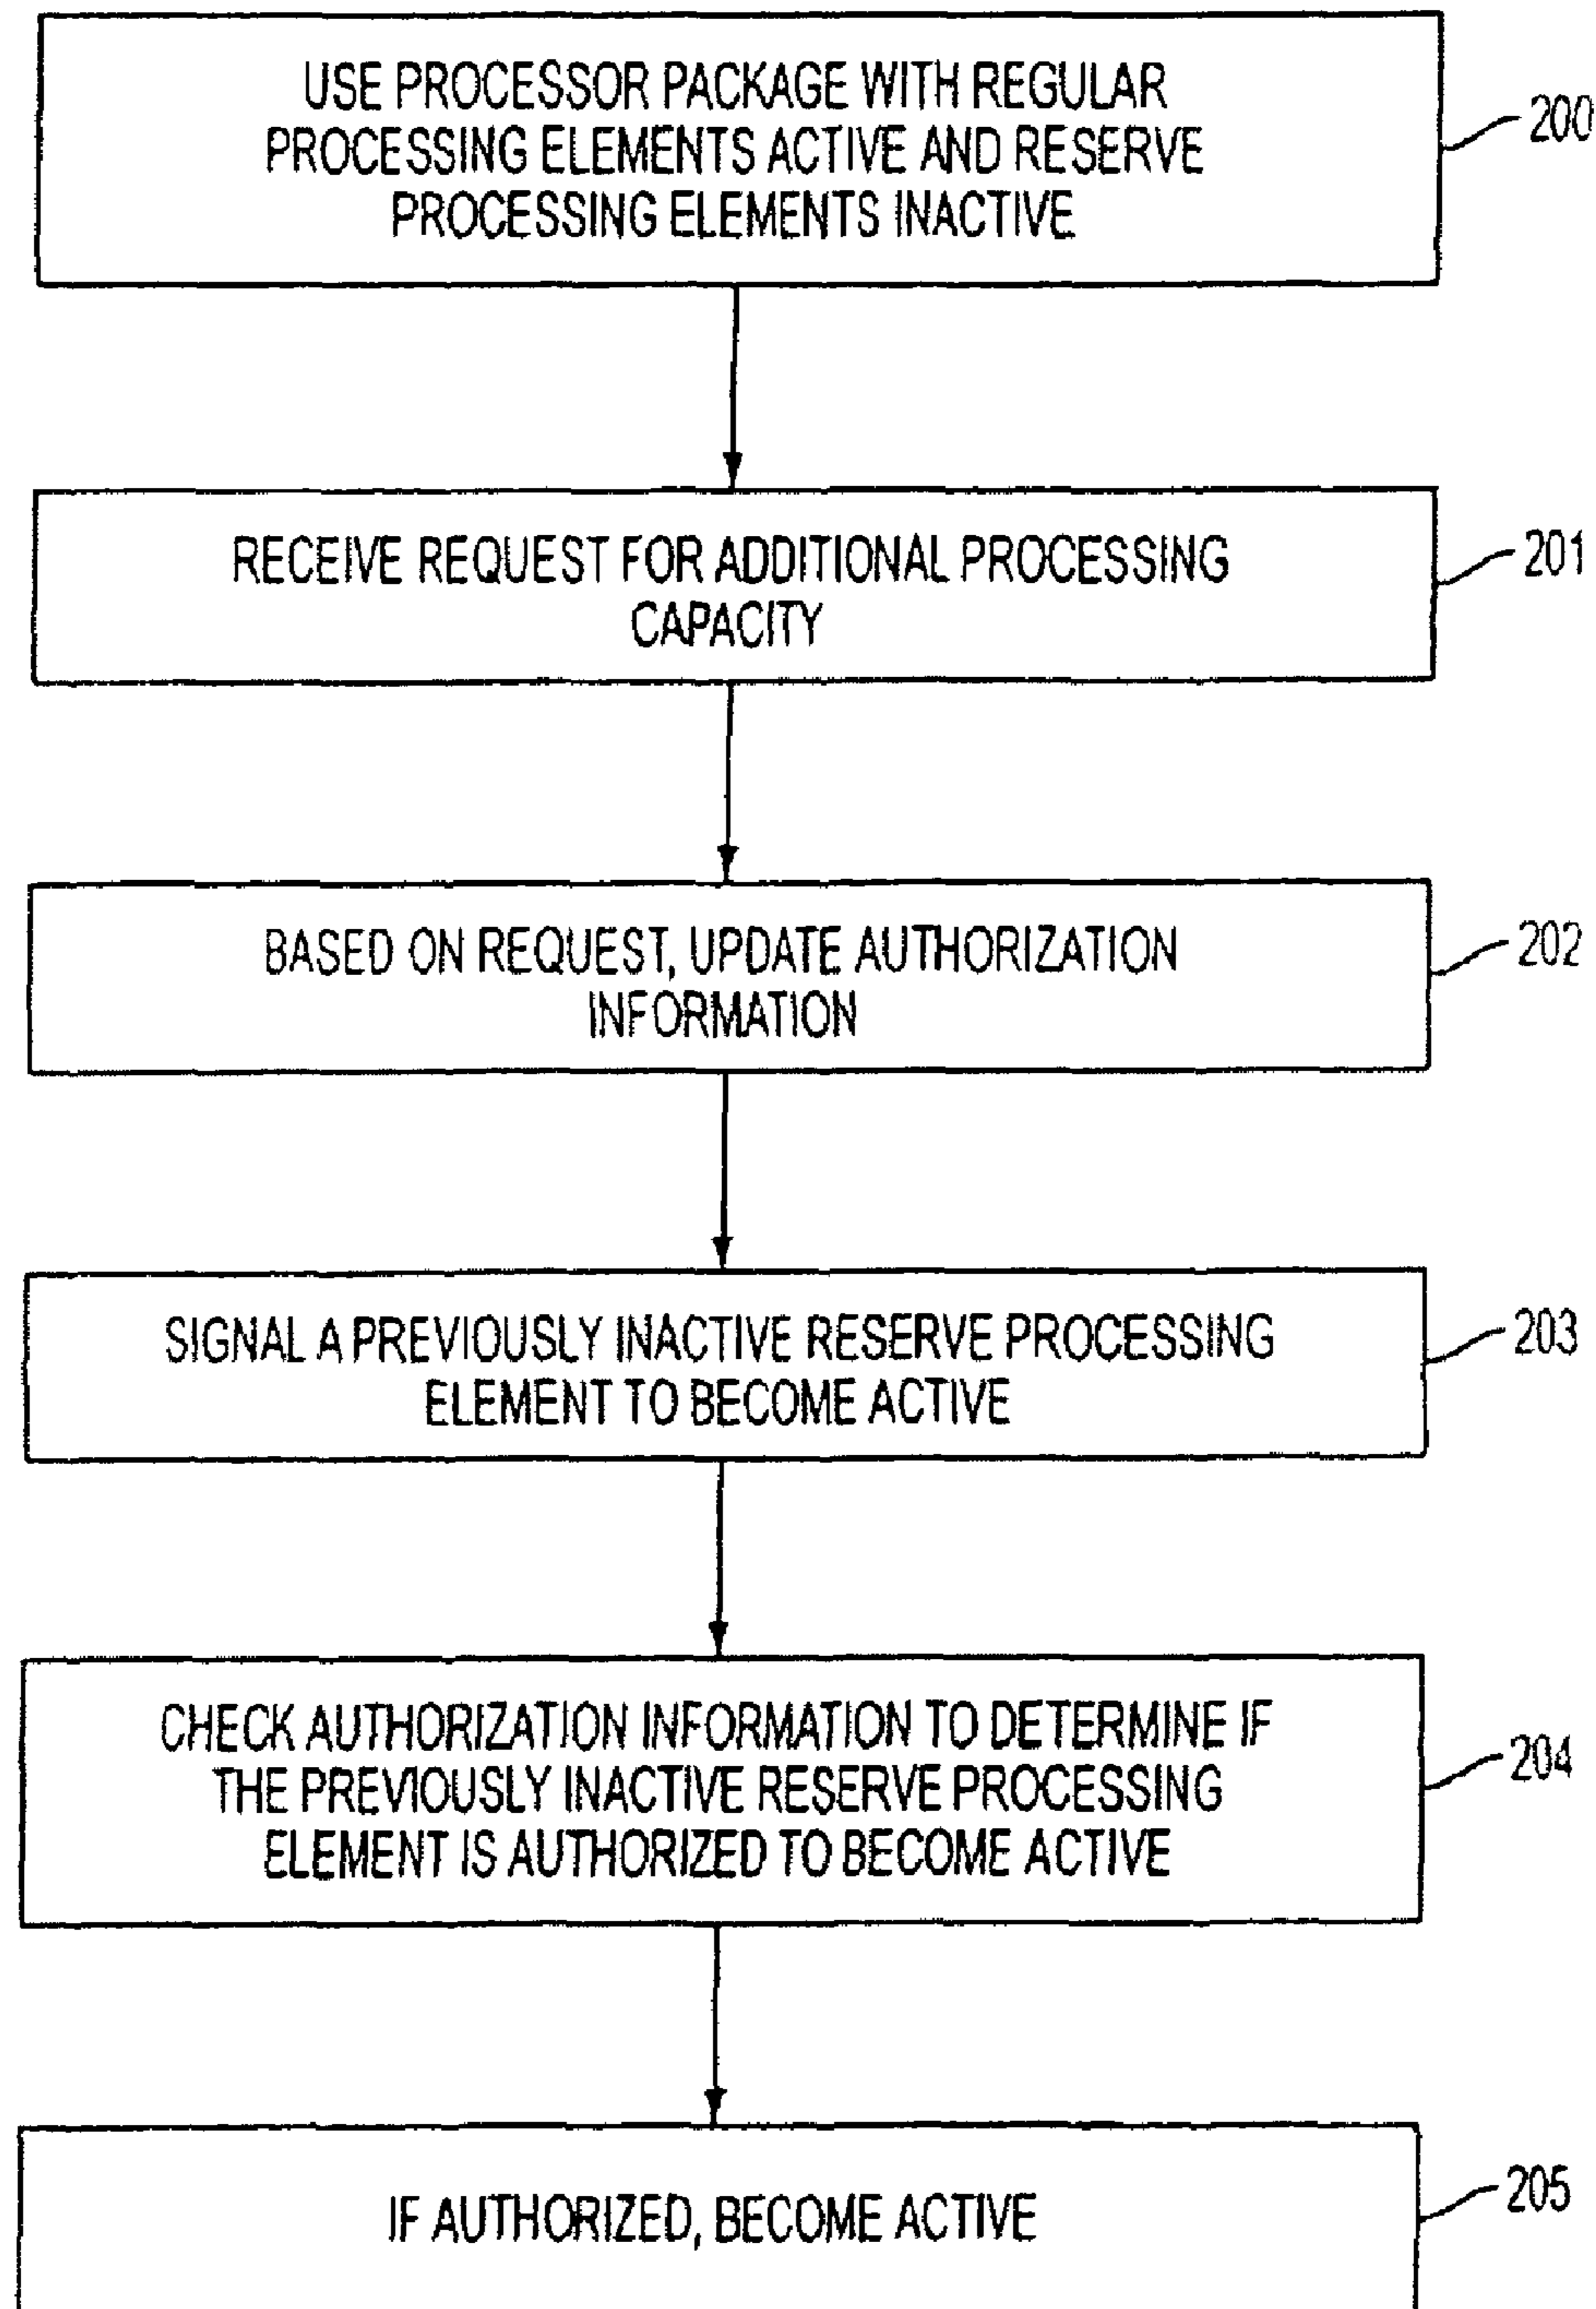 USE PROCESSOR PACKAGE WITH REGULAR
PROCESSING ELEMENTS ACTIVE AND RESERVE
PROCESSING ELEMENTS INACTIVE
200
RECEIVE REQUEST FOR ADDITIONAL PROCESSING
CAPACITY
201
BASED ON REQUEST, UPDATE AUTHORIZATION
INFORMATION
202
SIGNAL A PREVIOUSLY INACTIVE RESERVE PROCESSING
ELEMENT TO BECOME ACTIVE
203
CHECK AUTHORIZATION INFORMATION TO DETERMINE IF
THE PREVIOUSLY INACTIVE RESERVE PROCESSING
ELEMENT IS AUTHORIZED TO BECOME ACTIVE
204
IF AUTHORIZED, BECOME ACTIVE
205